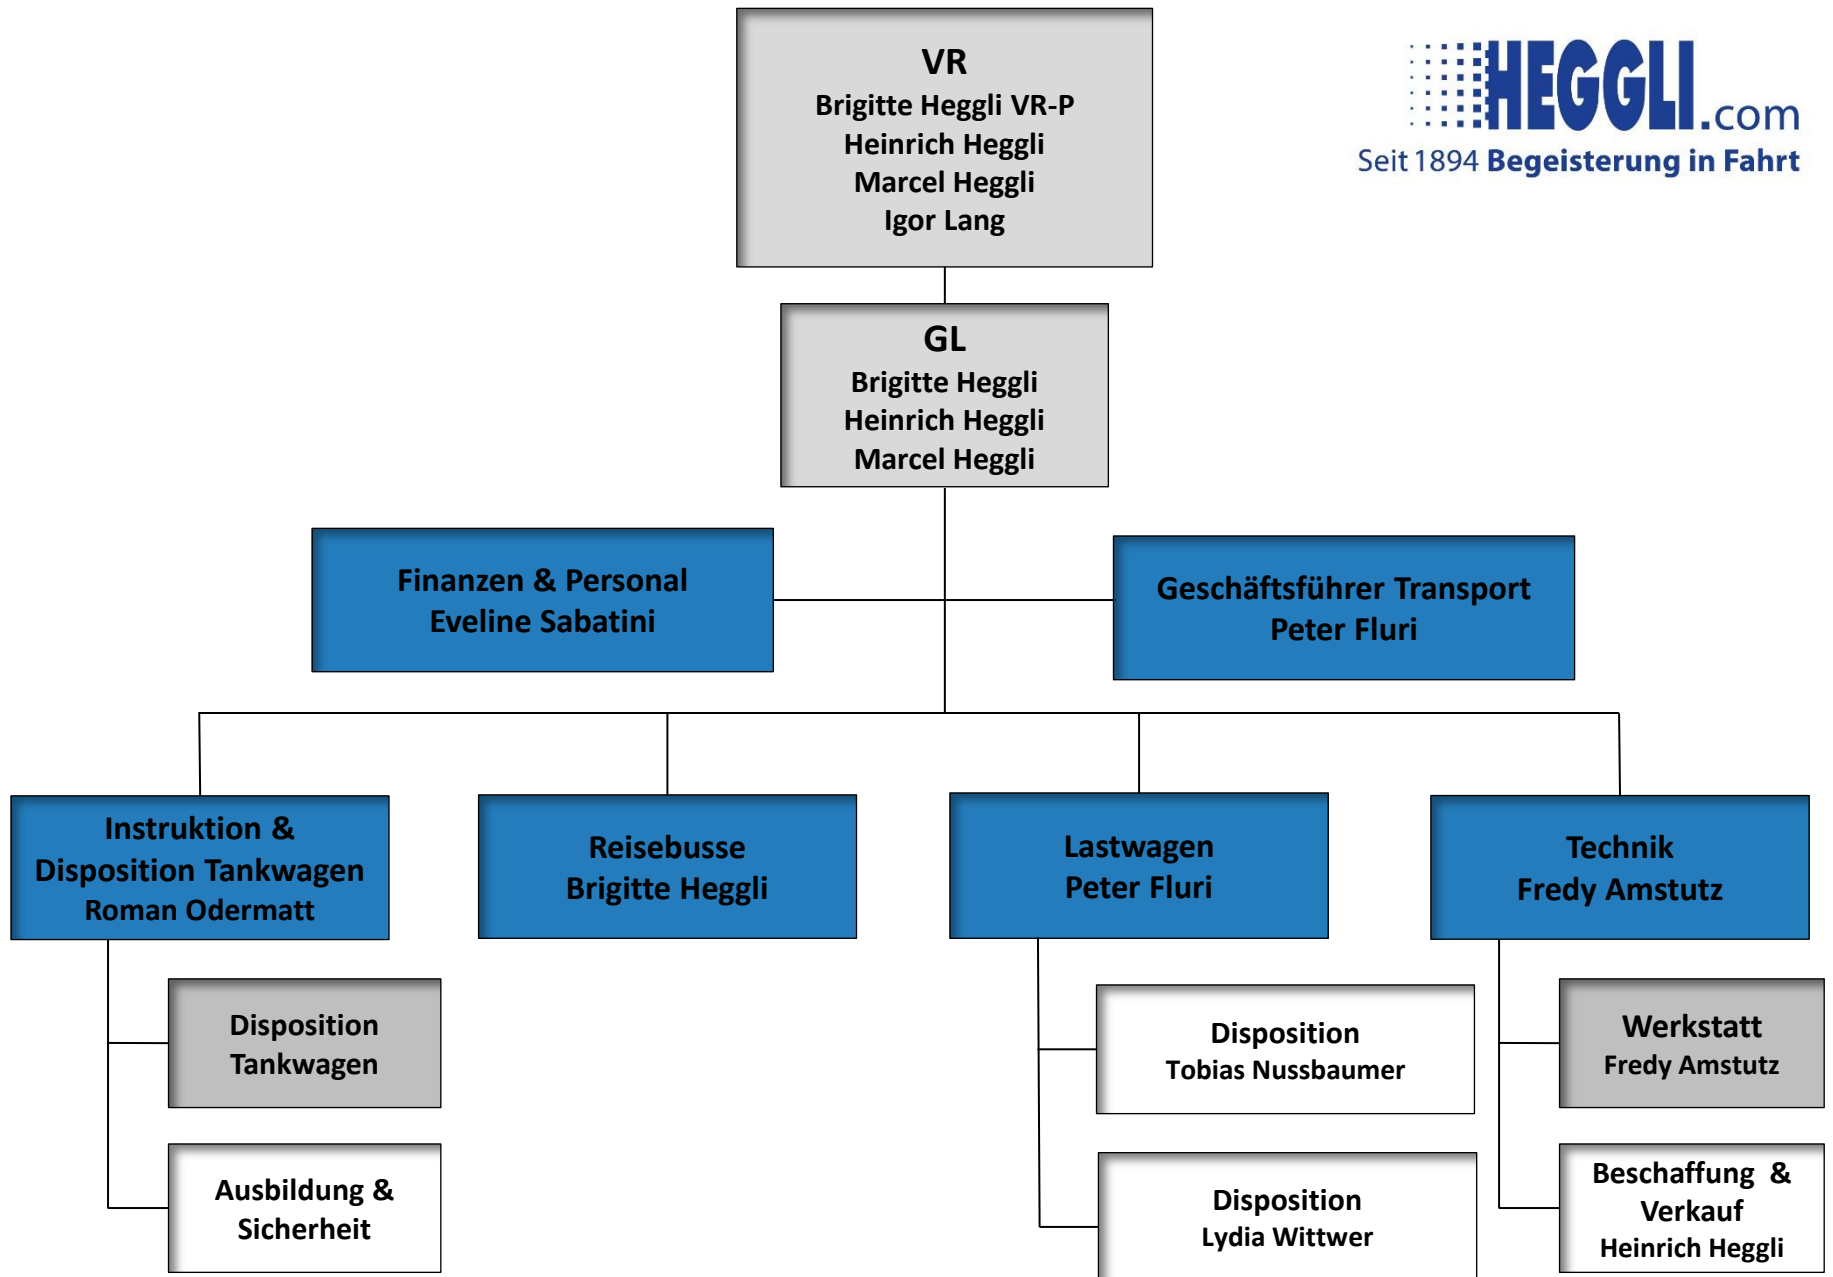 VR
Brigitte Heggli VR-P
Heinrich Heggli
Marcel Heggli
Igor Lang
HEGGLI.com
Seit 1894 Begeisterung in Fahrt
GL
Brigitte Heggli
Heinrich Heggli
Marcel Heggli
Finanzen & Personal
Eveline Sabatini
Geschäftsführer Transport
Peter Fluri
Instruktion &
Disposition Tankwagen
Roman Odermatt
Reisebusse
Brigitte Heggli
Lastwagen
Peter Fluri
Technik
Fredy Amstutz
Disposition
Tankwagen
Disposition
Tobias Nussbaumer
Werkstatt
Fredy Amstutz
Ausbildung &
Sicherheit
Disposition
Lydia Wittwer
Beschaffung &
Verkauf
Heinrich Heggli